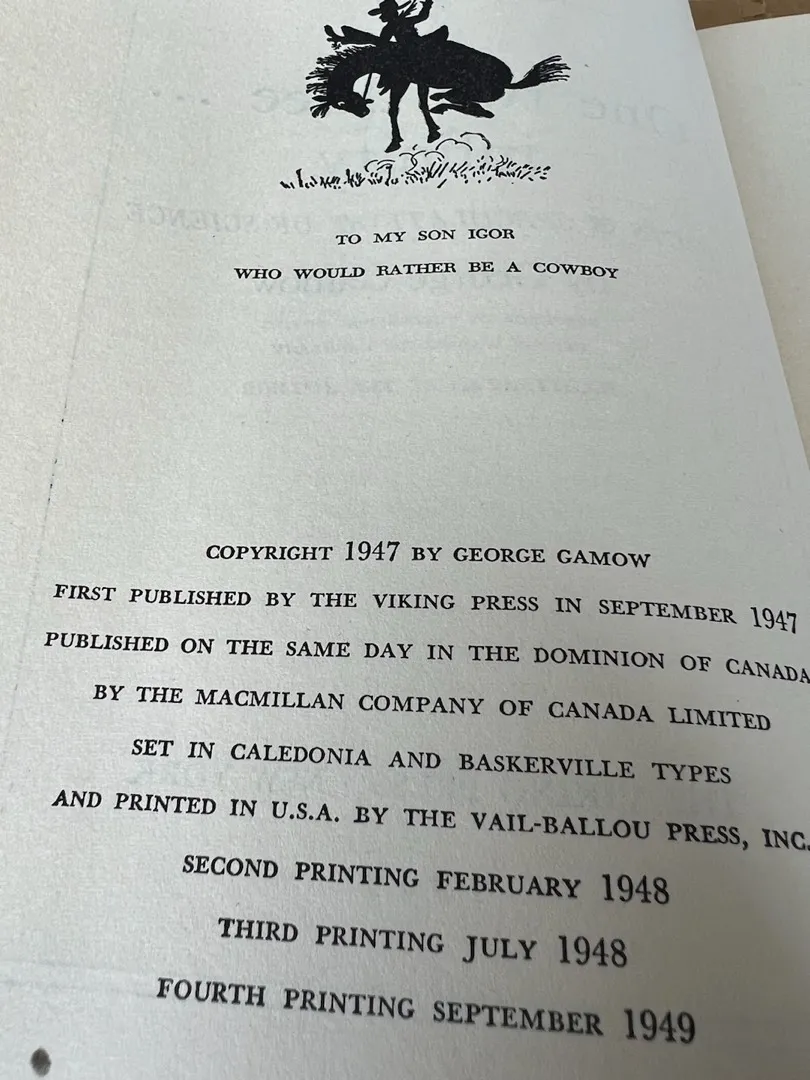 TO MY SON IGOR
WHO WOULD RATHER BE A COWBOY
COPYRIGHT 1947 BY GEORGE GAMOW
FIRST PUBLISHED BY THE VIKING PRESS IN SEPTEMBER 1947
PUBLISHED ON THE SAME DAY IN THE DOMINION OF CANADA
BY THE MACMILLAN COMPANY OF CANADA LIMITED
SET IN CALEDONIA AND BASKERVILLE TYPES
AND PRINTED IN U.S.A. BY THE VAIL-BALLOU PRESS, INC.
SECOND PRINTING FEBRUARY 1948
THIRD PRINTING JULY 1948
FOURTH PRINTING SEPTEMBER 1949